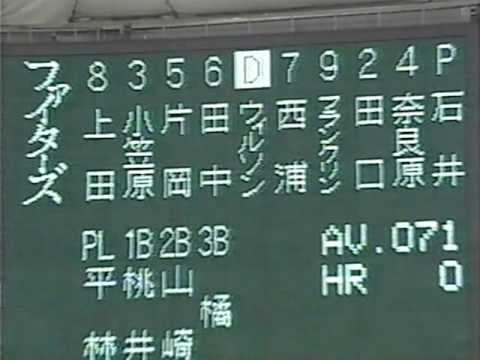 ファイターズ
8 3 5 6 D 7 9 2 4 P
上田
小笠原
片岡
田中
ウィルソン
西浦
フランクリン
田口
奈良原
石井
PL 1B 2B 3B
平林
桃井
山崎
橘
AV.071
HR 0